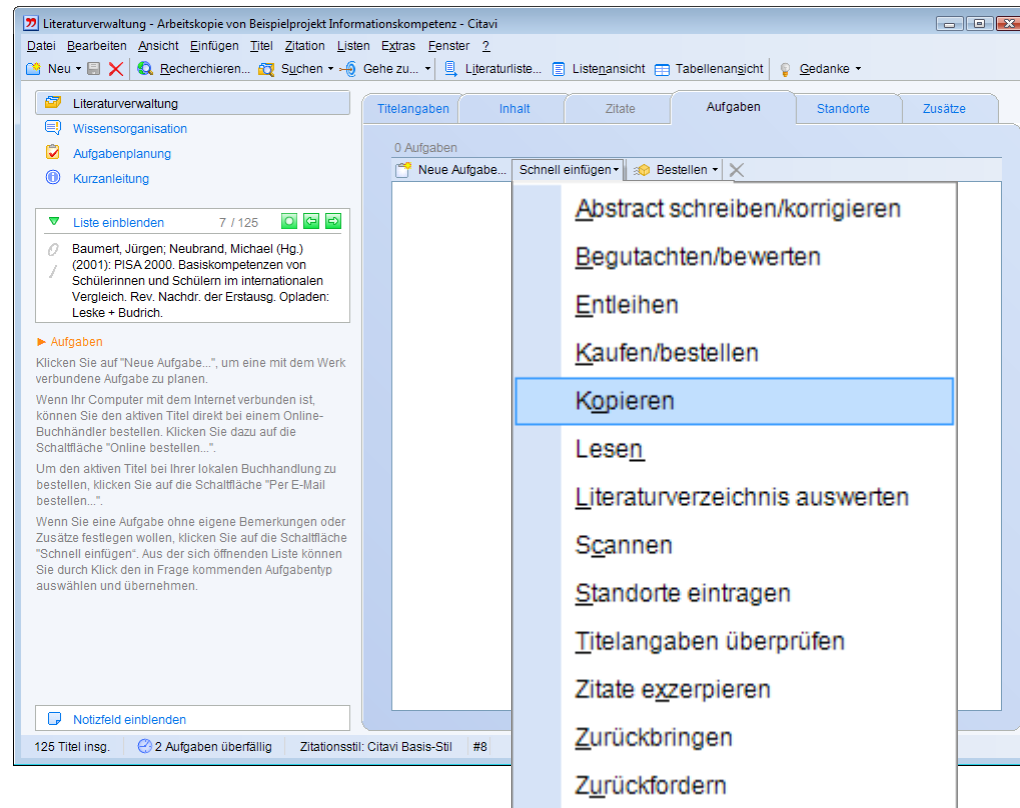 Literaturverwaltung - Arbeitskopie von Beispielprojekt Informationskompetenz - Citavi
Datei Bearbeiten Ansicht Einfügen Titel Zitation Listen Extras Fenster ?
Neu Recherchieren... Suchen Gehe zu... Literaturliste... Listenansicht Tabellenansicht Gedanke
Literaturverwaltung
Wissensorganisation
Aufgabenplanung
Kurzanleitung
Liste einblenden 7 / 125
Baumert, Jürgen; Neubrand, Michael (Hg.)
(2001): PISA 2000. Basiskompetenzen von
Schülerinnen und Schülern im internationalen
Vergleich. Rev. Nachdr. der Erstausg. Opladen:
Leske + Budrich.
Aufgaben
Klicken Sie auf "Neue Aufgabe...", um eine mit dem Werk
verbundene Aufgabe zu planen.
Wenn Ihr Computer mit dem Internet verbunden ist,
können Sie den aktiven Titel direkt bei einem Online-
Buchhändler bestellen. Klicken Sie dazu auf die
Schaltfläche "Online bestellen...".
Um den aktiven Titel bei Ihrer lokalen Buchhandlung zu
bestellen, klicken Sie auf die Schaltfläche "Per E-Mail
bestellen...".
Wenn Sie eine Aufgabe ohne eigene Bemerkungen oder
Zusätze festlegen wollen, klicken Sie auf die Schaltfläche
"Schnell einfügen". Aus der sich öffnenden Liste können
Sie durch Klick den in Frage kommenden Aufgabentyp
auswählen und übernehmen.
Notizfeld einblenden
Titelangaben Inhalt Zitate Aufgaben Standorte Zusätze
0 Aufgaben
Neue Aufgabe... Schnell einfügen Bestellen
Abstract schreiben/korrigieren
Begutachten/bewerten
Entleihen
Kaufen/bestellen
Kopieren
Lesen
Literaturverzeichnis auswerten
Scannen
Standorte eintragen
Titelangaben überprüfen
Zitate exzerpieren
Zurückbringen
Zurückfordern
125 Titel insg. 2 Aufgaben überfällig Zitationsstil: Citavi Basis-Stil #8